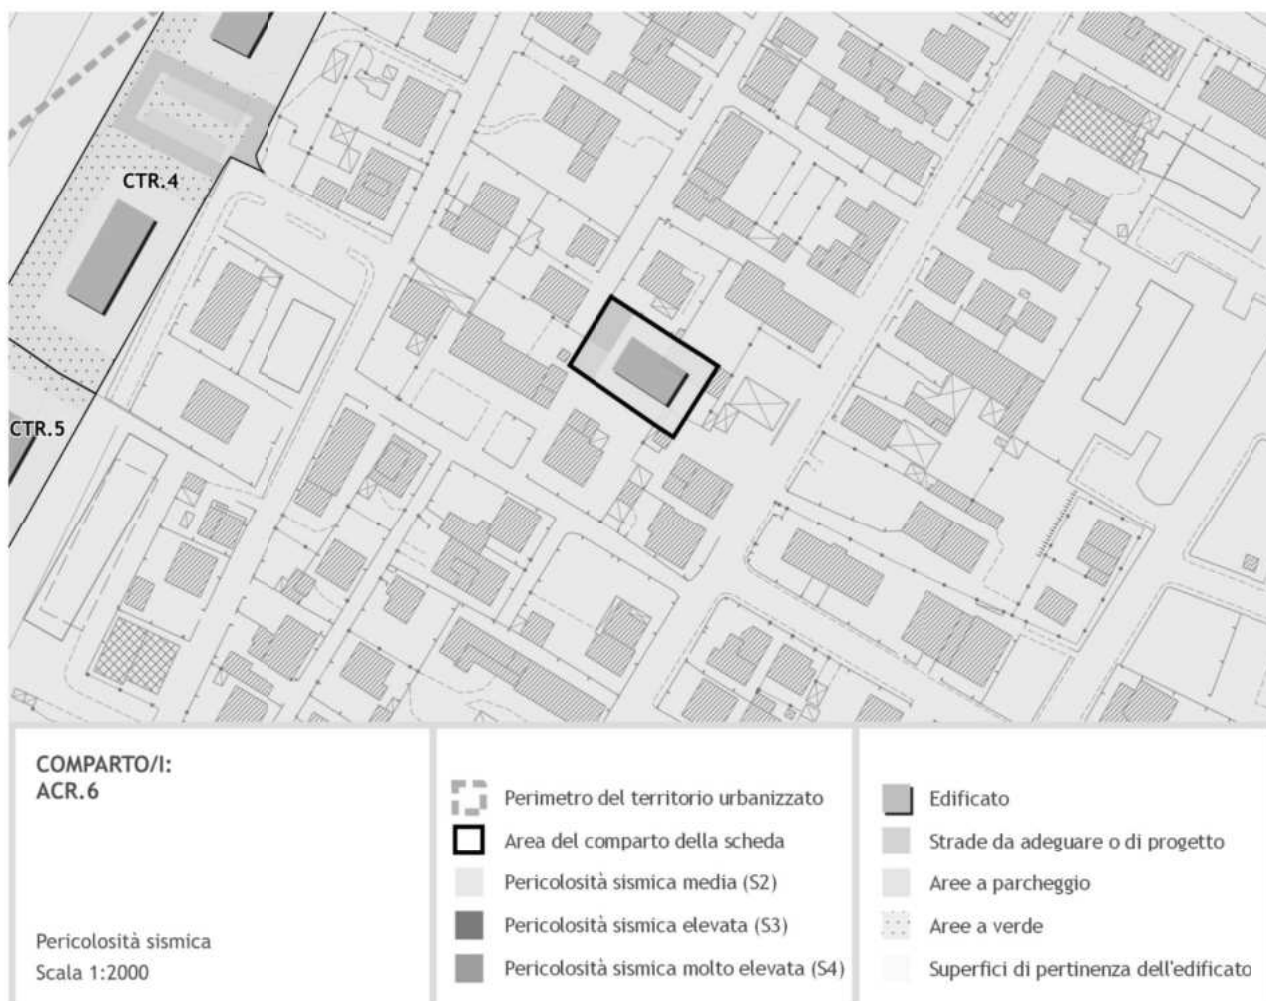 CTR.4
CTR.5
COMPARTO/I:
ACR.6
Pericolosità sismica
Scala 1:2000
Perimetro del territorio urbanizzato
Area del comparto della scheda
Pericolosità sismica media (S2)
Pericolosità sismica elevata (S3)
Pericolosità sismica molto elevata (S4)
Edificato
Strade da adeguare o di progetto
Aree a parcheggio
Aree a verde
Superfici di pertinenza dell'edificato